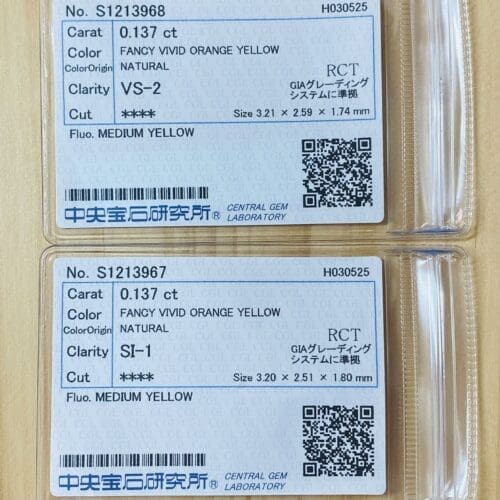 No. S1213968 H030525
Carat 0.137 ct
Color FANCY VIVID ORANGE YELLOW
ColorOrigin NATURAL
RCT
Clarity VS-2
GIAグレーディング
システムに準拠
Cut **** Size 3.21 × 2.59 × 1.74 mm
Fluo. MEDIUM YELLOW
中央宝石研究所® CENTRAL GEM
LABORATORY
No. S1213967 H030525
Carat 0.137 ct
Color FANCY VIVID ORANGE YELLOW
ColorOrigin NATURAL
RCT
Clarity SI-1
GIAグレーディング
システムに準拠
Cut **** Size 3.20 × 2.51 × 1.80 mm
Fluo. MEDIUM YELLOW
中央宝石研究所® CENTRAL GEM
LABORATORY